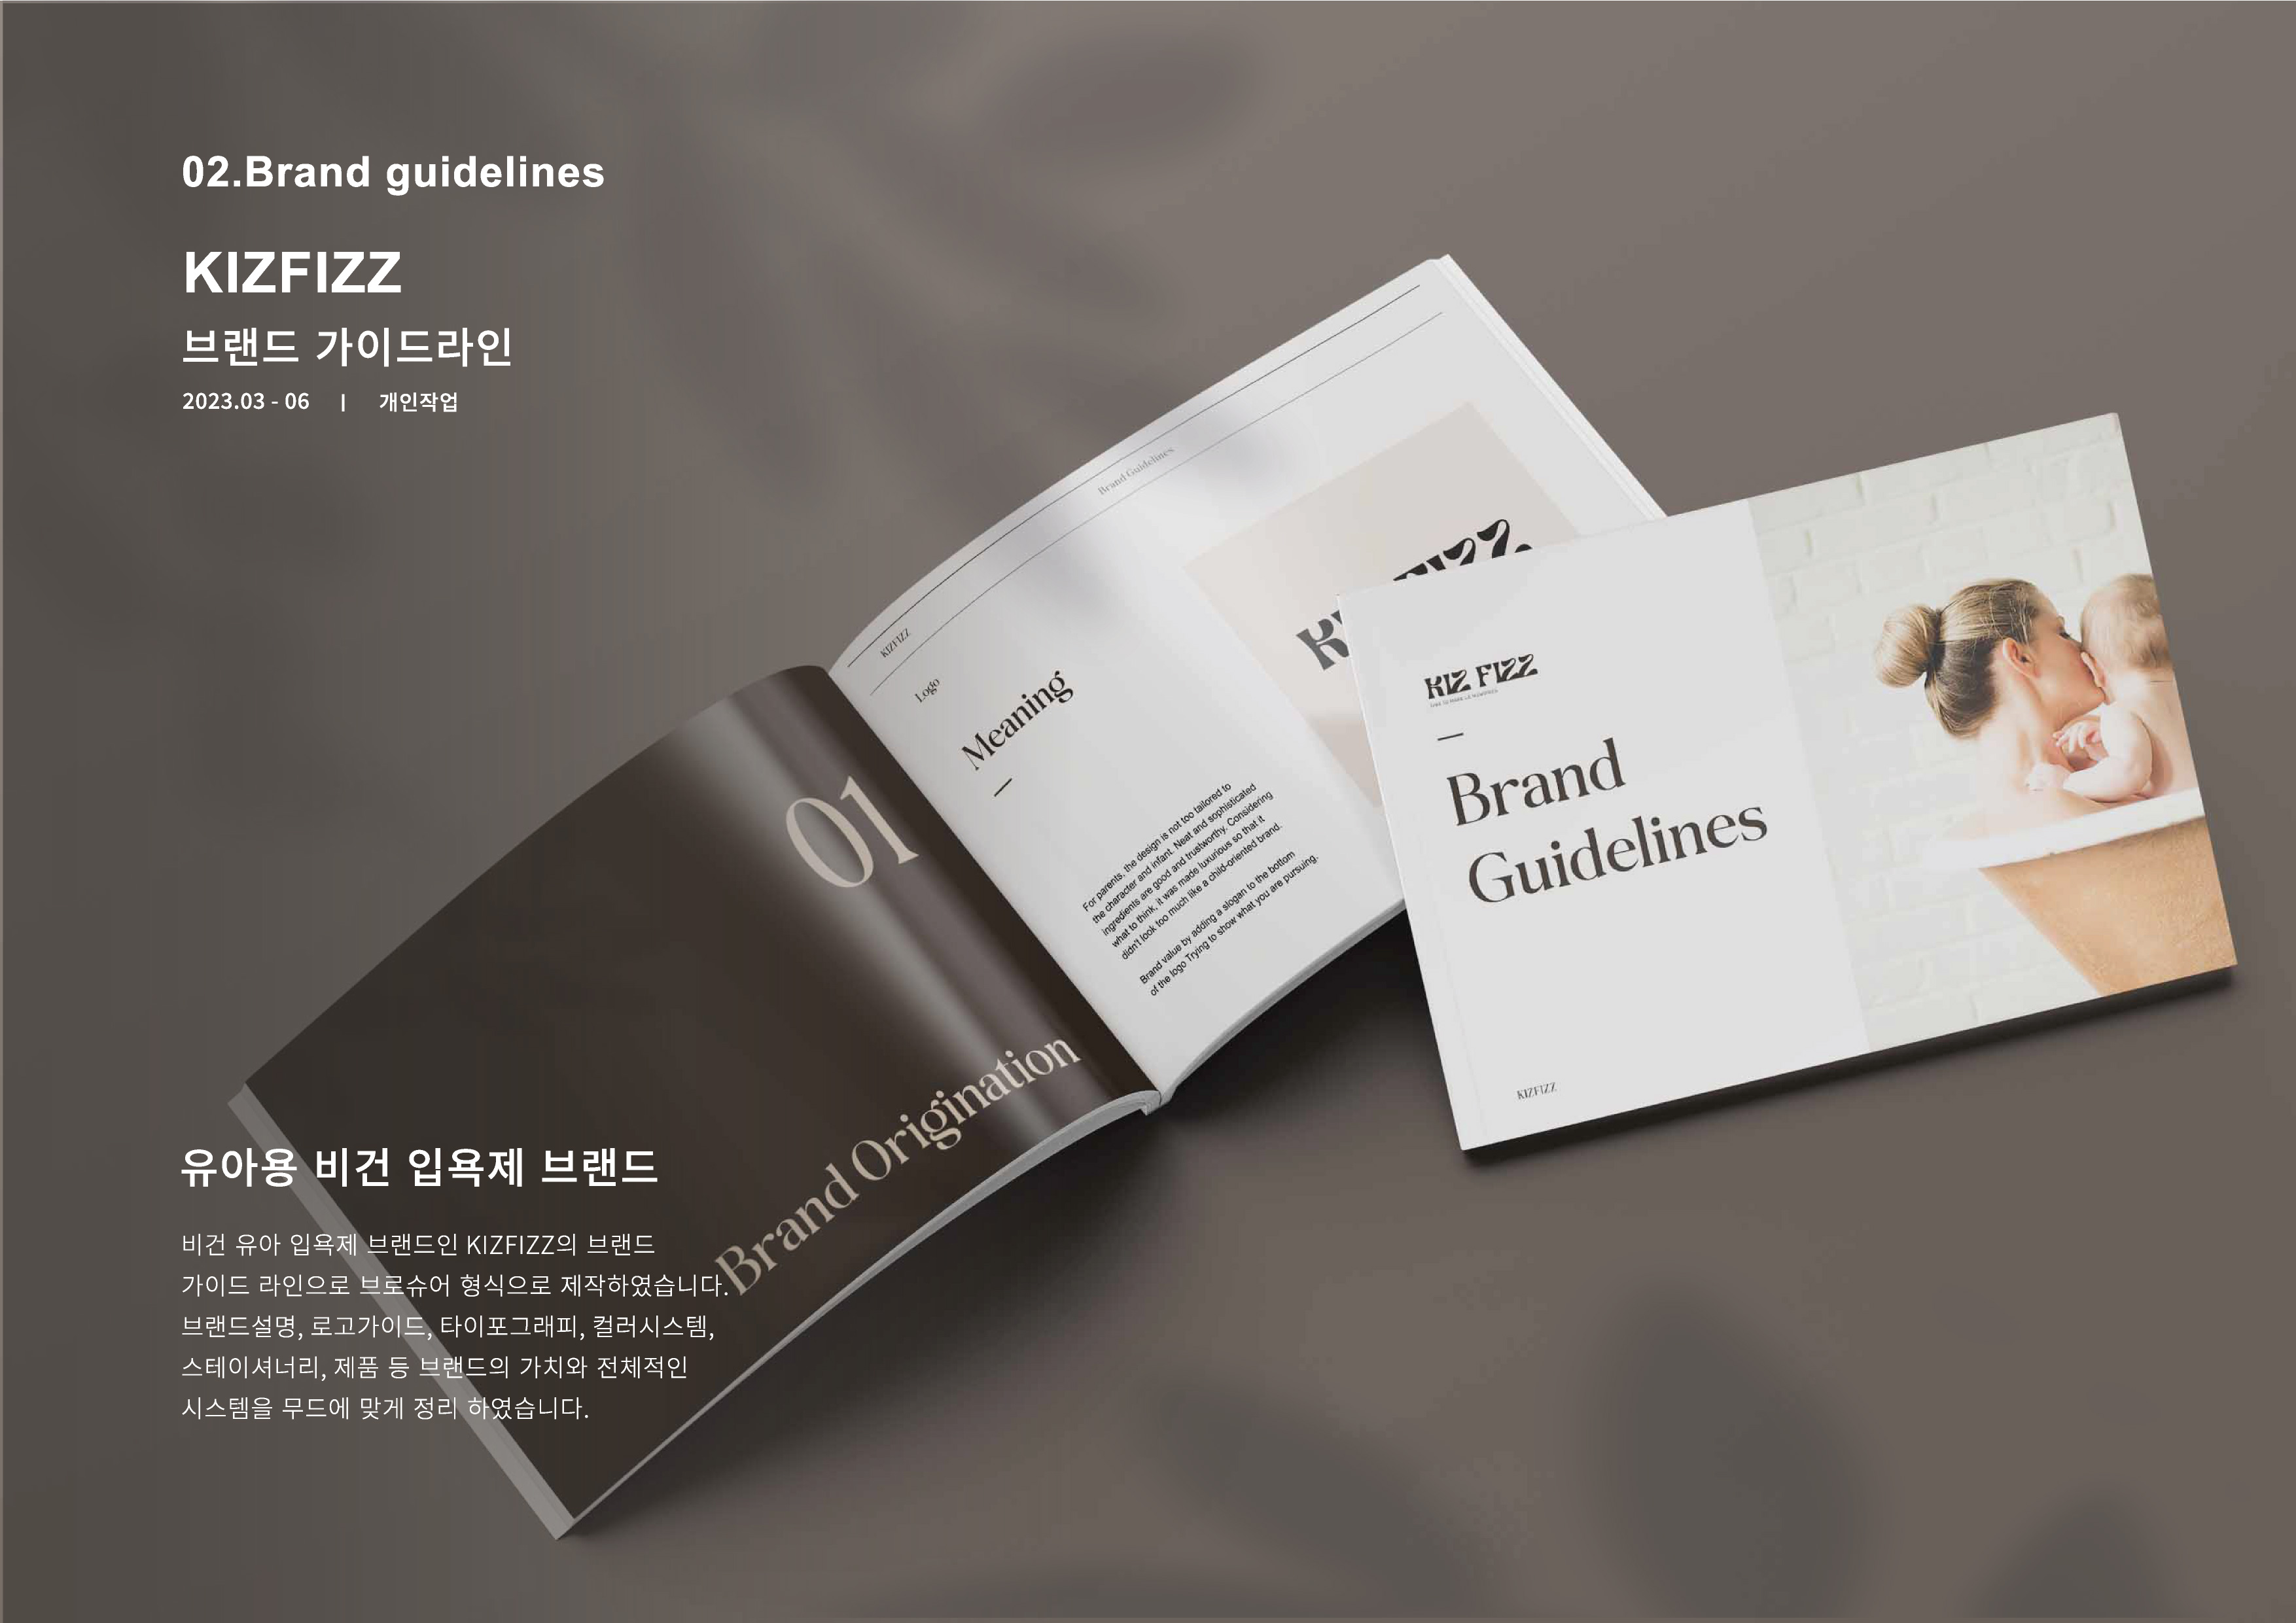 02.Brand guidelines
KIZFIZZ
브랜드 가이드라인
2023.03 - 06 | 개인작업
KIZFIZZ
Brand Guidelines
Logo
Meaning
For parents, the design is not too tailored to
the character and infant. Neat and sophisticated
ingredients are good and trustworthy. Considering
what to think, it was made luxurious so that it
didn't look too much like a child-oriented brand.
Brand value by adding a slogan to the bottom
of the logo Trying to show what you are pursuing.
01
Brand Origination
KIZ FIZZ
Brand
Guidelines
KIZFIZZ
유아용 비건 입욕제 브랜드
비건 유아 입욕제 브랜드인 KIZFIZZ의 브랜드
가이드 라인으로 브로슈어 형식으로 제작하였습니다.
브랜드설명, 로고가이드, 타이포그래피, 컬러시스템,
스테이셔너리, 제품 등 브랜드의 가치와 전체적인
시스템을 무드에 맞게 정리 하였습니다.